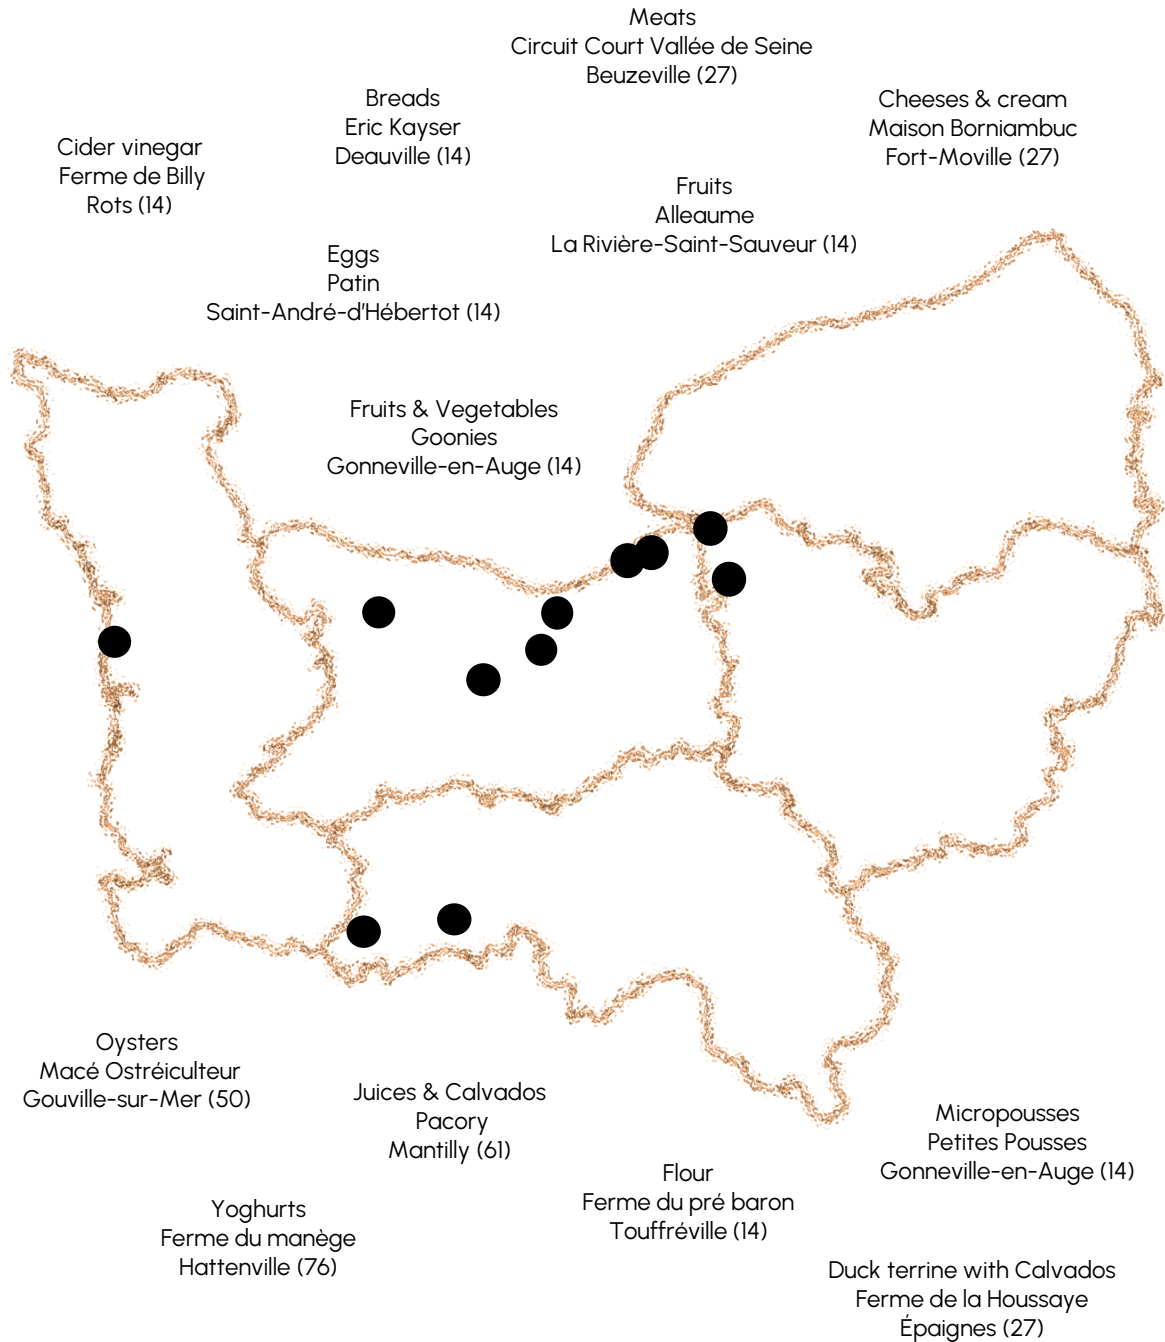 Meats
Circuit Court Vallée de Seine
Beuzeville (27)
Breads
Eric Kayser
Deauville (14)
Cheeses & cream
Maison Borniambuc
Fort-Moville (27)
Cider vinegar
Ferme de Billy
Rots (14)
Fruits
Alleaume
La Rivière-Saint-Sauveur (14)
Eggs
Patin
Saint-André-d'Hébertot (14)
Fruits & Vegetables
Goonies
Gonneville-en-Auge (14)
Oysters
Macé Ostréiculteur
Gouville-sur-Mer (50)
Juices & Calvados
Pacory
Mantilly (61)
Micropousses
Petites Pousses
Gonneville-en-Auge (14)
Flour
Ferme du pré baron
Touffréville (14)
Yoghurts
Ferme du manège
Hattenville (76)
Duck terrine with Calvados
Ferme de la Houssaye
Épaignes (27)